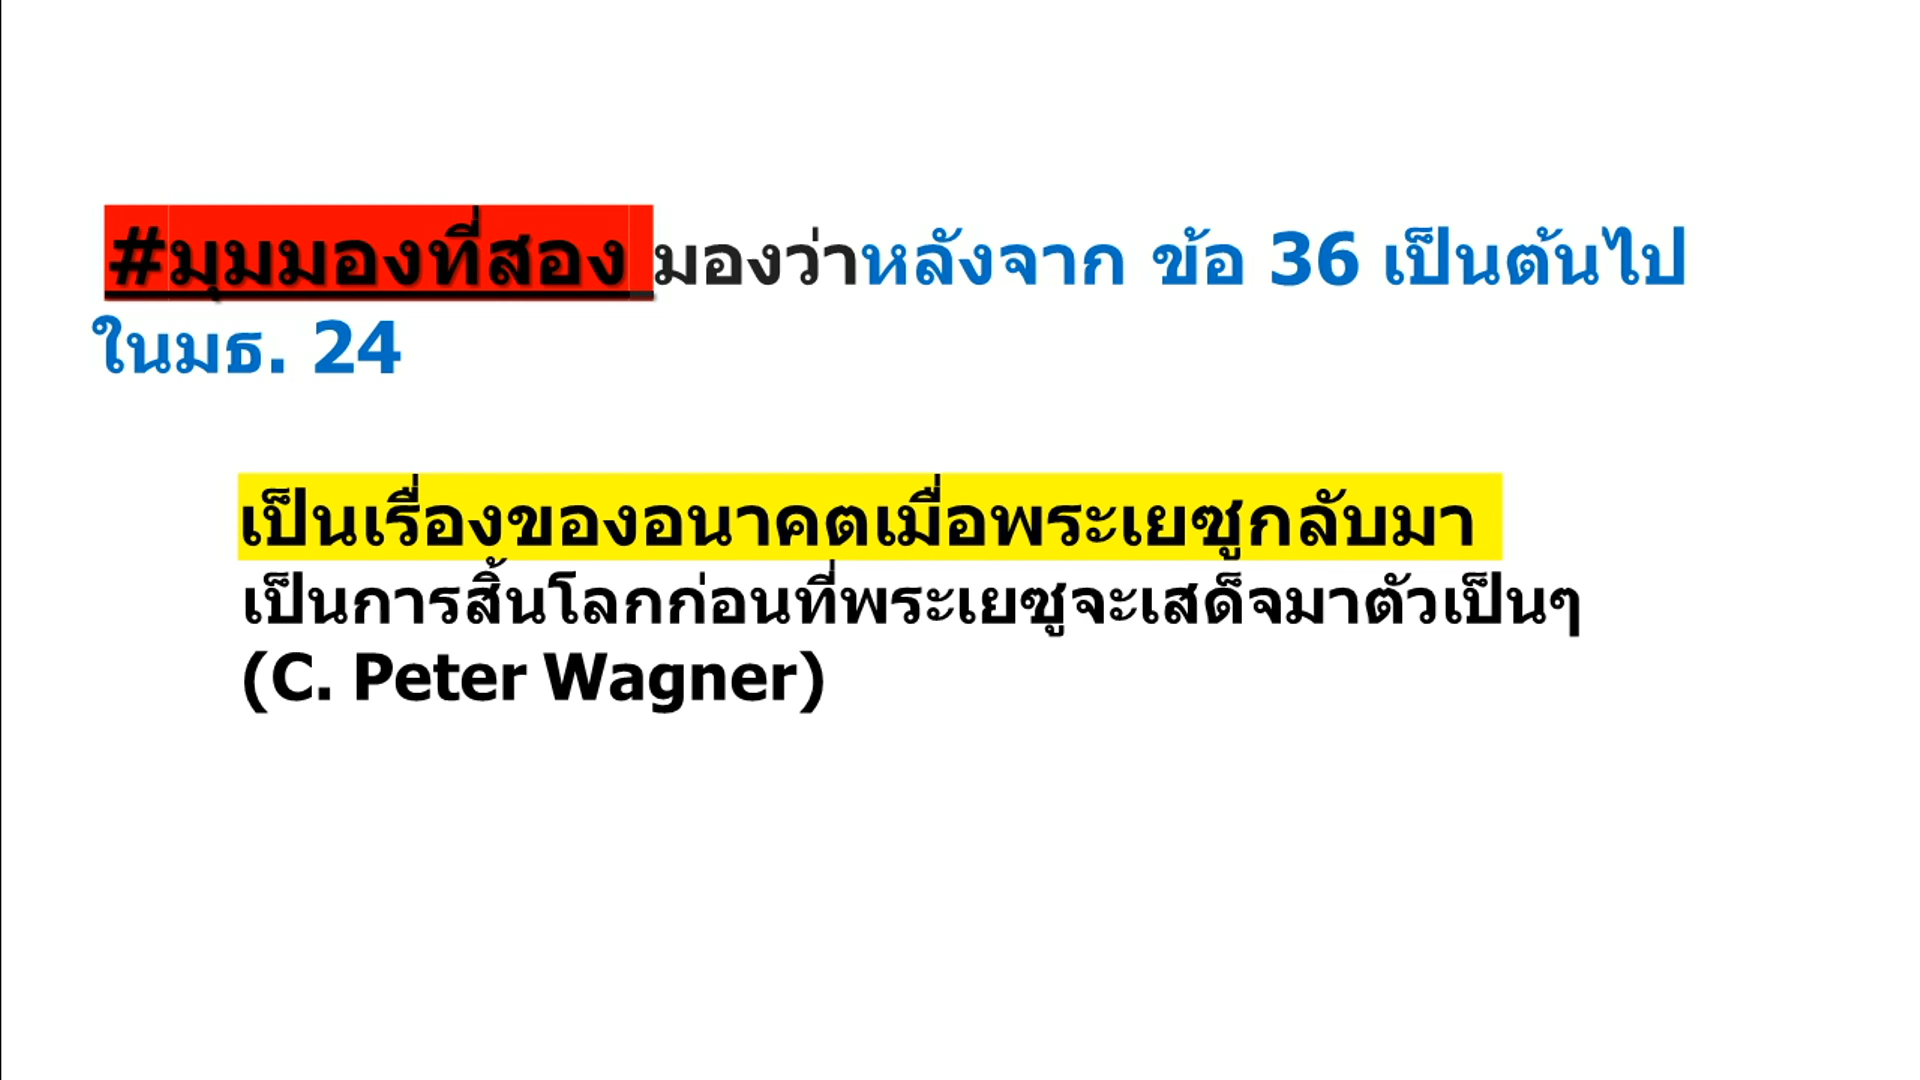 #มุมมองที่สอง มองว่าหลังจาก ข้อ 36 เป็นต้นไป
ในมธ. 24
เป็นเรื่องของอนาคตเมื่อพระเยซูกลับมา
เป็นการสิ้นโลกก่อนที่พระเยซูจะเสด็จมาตัวเป็นๆ
(C. Peter Wagner)